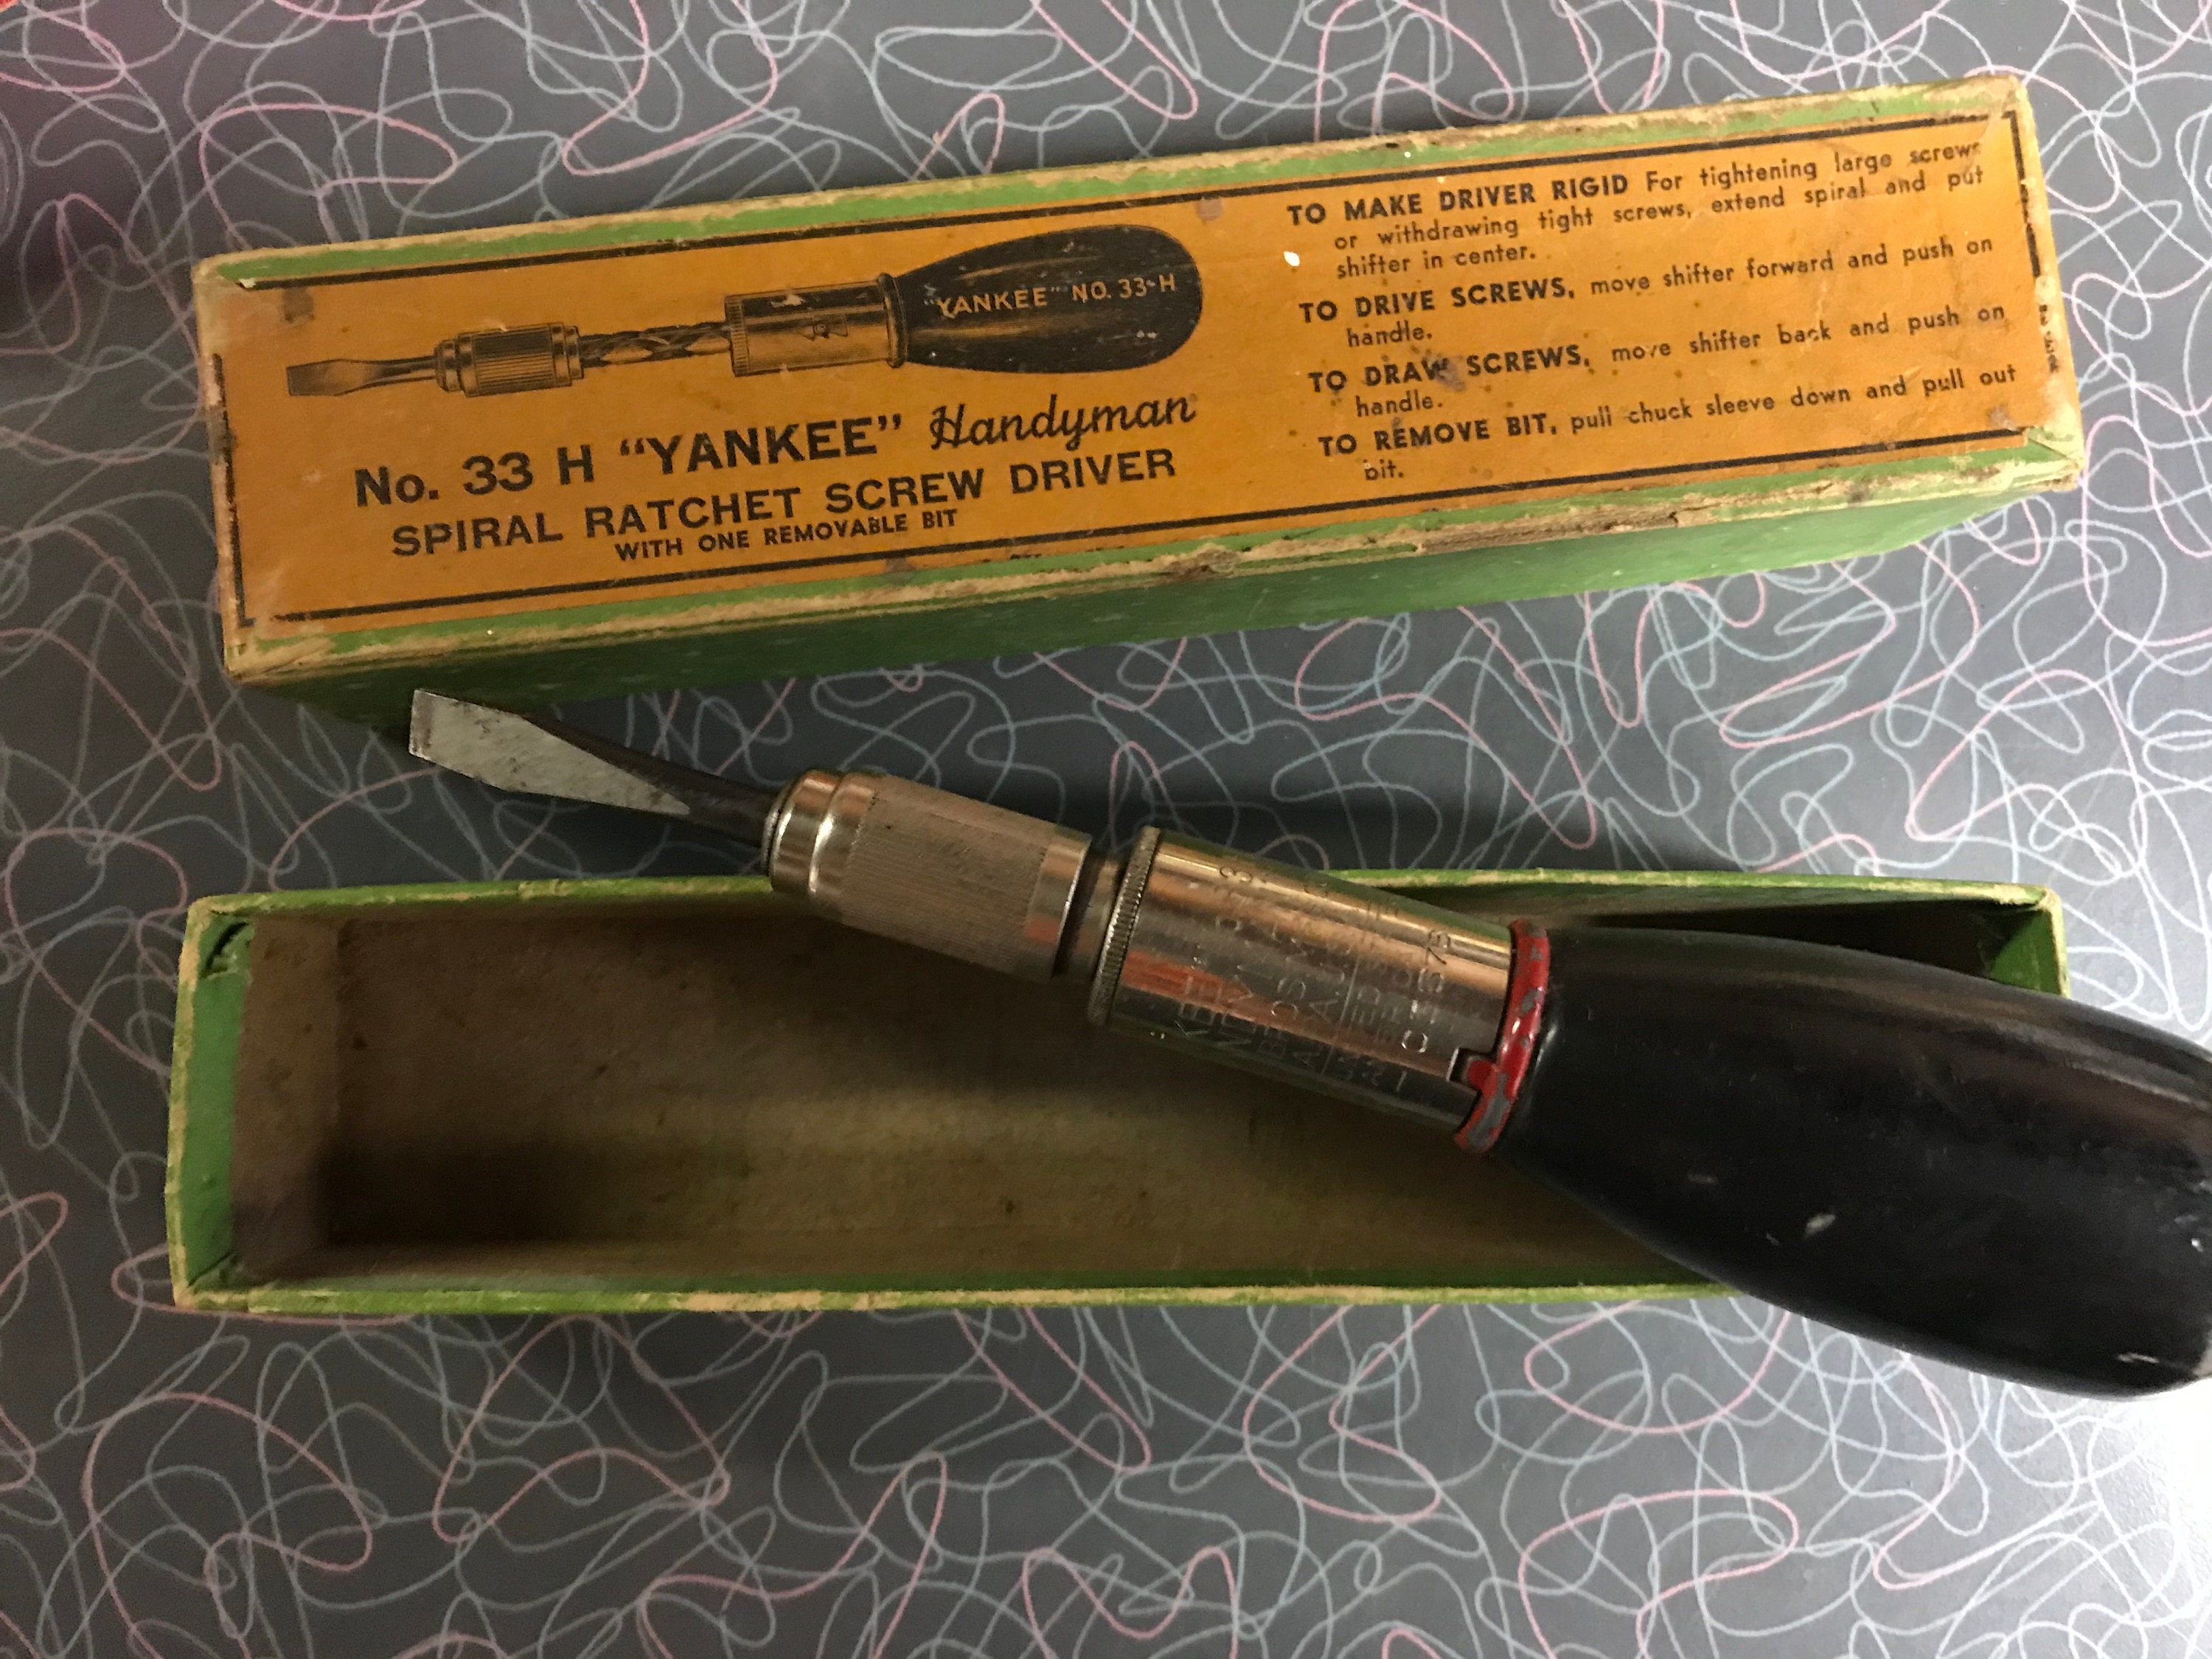 "YANKEE" NO. 33-H
No. 33 H "YANKEE" Handyman
SPIRAL RATCHET SCREW DRIVER
WITH ONE REMOVABLE BIT
TO MAKE DRIVER RIGID For tightening large screws
or withdrawing tight screws, extend spiral and put
shifter in center.
TO DRIVE SCREWS, move shifter forward and push on
handle.
TO DRAW SCREWS, move shifter back and push on
handle.
TO REMOVE BIT, pull chuck sleeve down and pull out
bit.